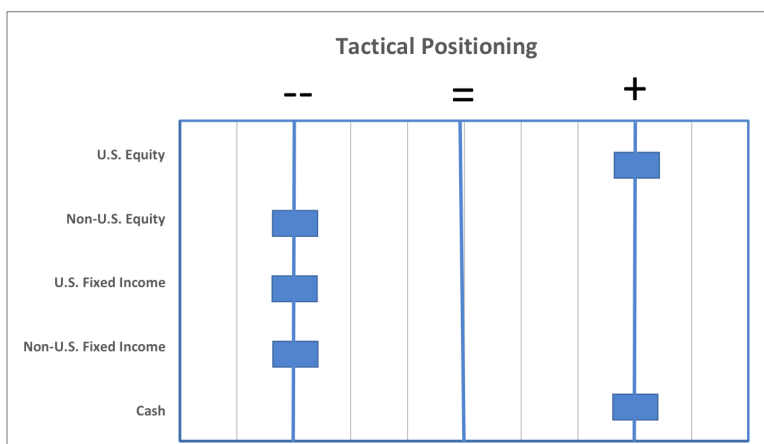 Tactical Positioning
-- = +
U.S. Equity
Non-U.S. Equity
U.S. Fixed Income
Non-U.S. Fixed Income
Cash